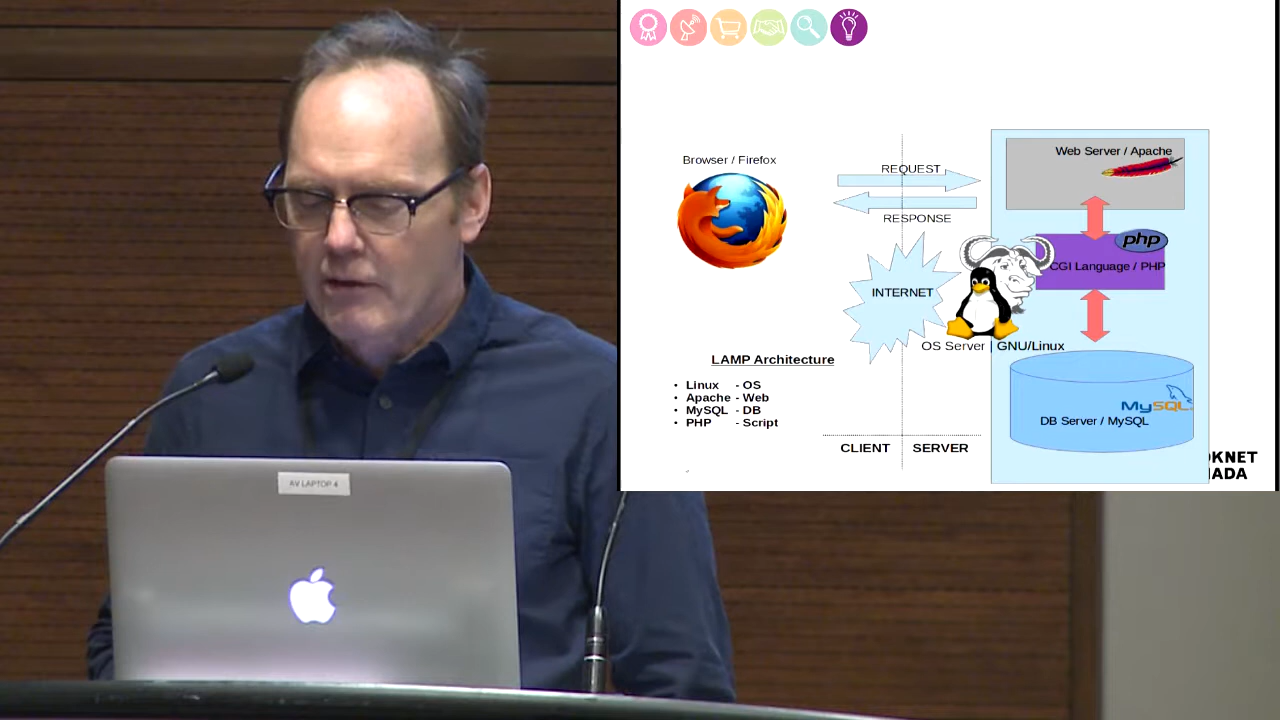 AV LAPTOP 4
Browser / Firefox
REQUEST
RESPONSE
INTERNET
Web Server / Apache
php
CGI Language / PHP
OS Server | GNU/Linux
MySQL
DB Server / MySQL
LAMP Architecture
• Linux - OS
• Apache - Web
• MySQL - DB
• PHP - Script
CLIENT SERVER
OKNET
ADA